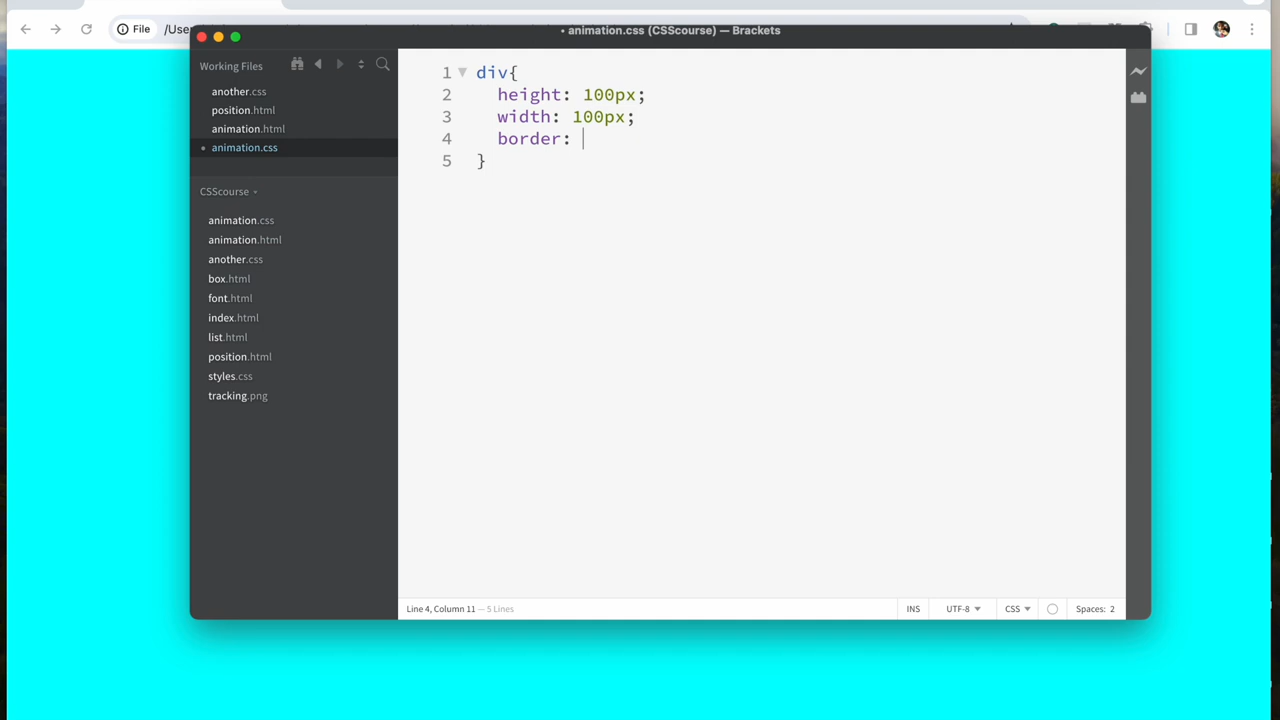 File
/User
• animation.css (CSScourse) — Brackets
Working Files
another.css
position.html
animation.html
• animation.css
CSScourse
animation.css
animation.html
another.css
box.html
font.html
index.html
list.html
position.html
styles.css
tracking.png
1 div{
2 height: 100px;
3 width: 100px;
4 border:
5 }
Line 4, Column 11 — 5 Lines
INS
UTF-8
CSS
Spaces: 2